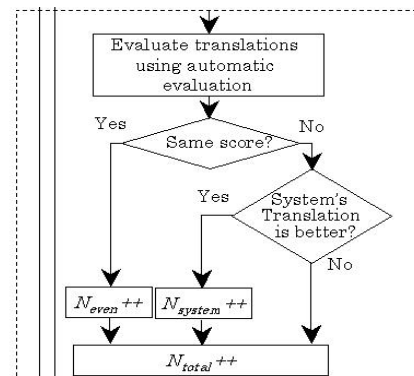 Evaluate translations
using automatic
evaluation
Yes
Same score?
No
Yes
System's
Translation
is better?
No
N_even ++
N_system ++
N_total ++